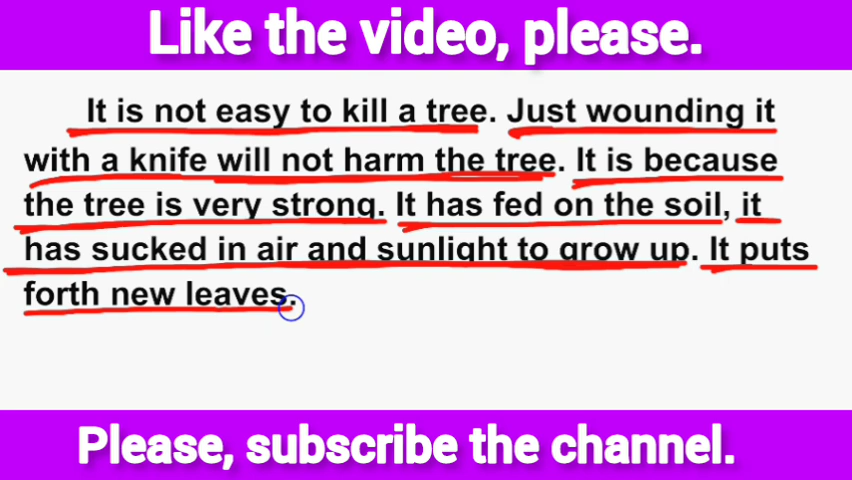 Like the video, please.
It is not easy to kill a tree. Just wounding it
with a knife will not harm the tree. It is because
the tree is very strong. It has fed on the soil, it
has sucked in air and sunlight to grow up. It puts
forth new leaves.
Please, subscribe the channel.